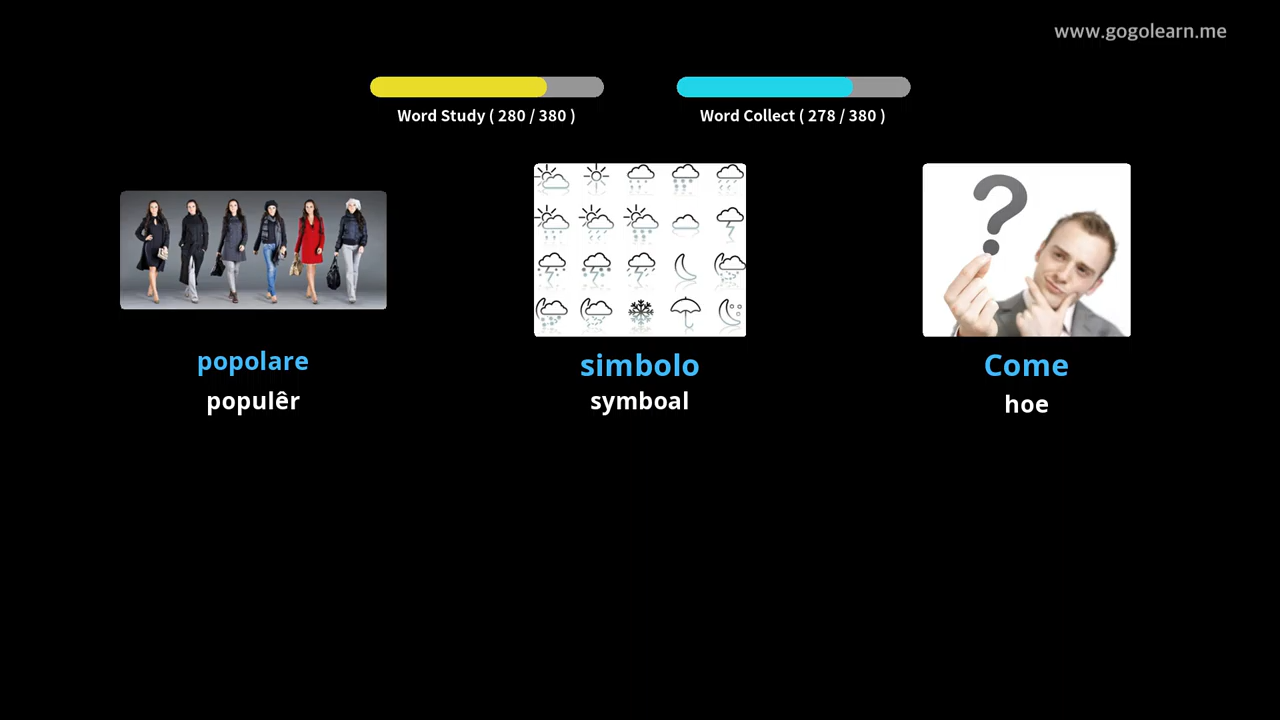 www.gogolearn.me
Word Study ( 280 / 380 )
Word Collect ( 278 / 380 )
popolare
populêr
simbolo
symboal
Come
hoe